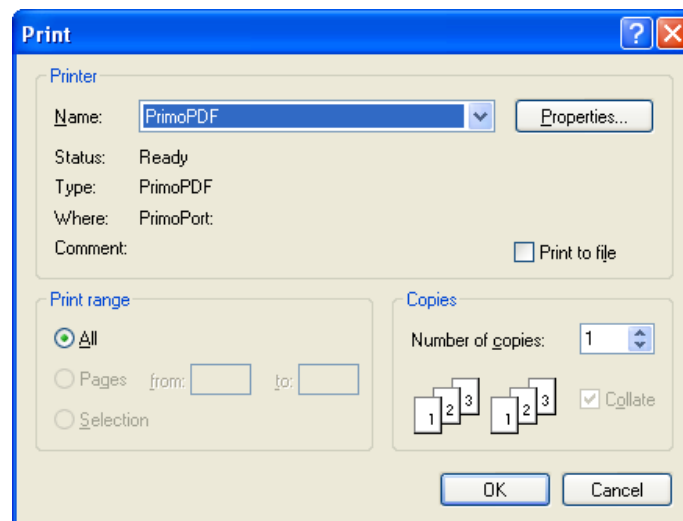 Print
Printer
Name: PrimoPDF Properties...
Status: Ready
Type: PrimoPDF
Where: PrimoPort:
Comment:
Print to file
Print range
All
Pages from: to:
Selection
Copies
Number of copies: 1
1 2 3 1 2 3
Collate
OK Cancel